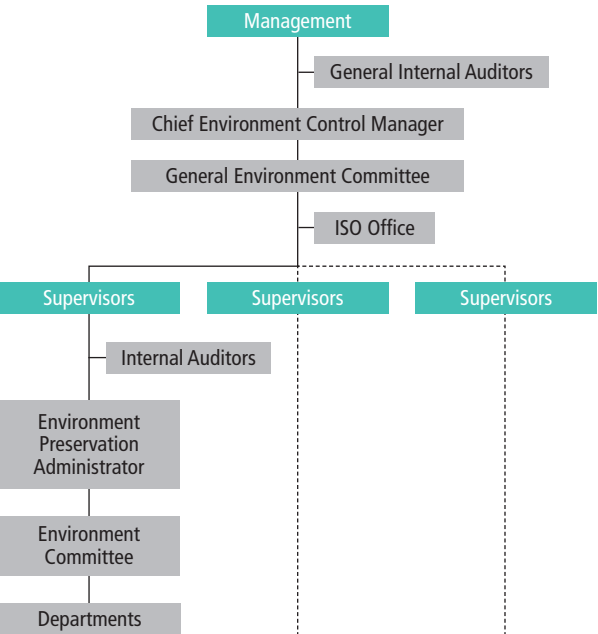 Management
General Internal Auditors
Chief Environment Control Manager
General Environment Committee
ISO Office
Supervisors
Supervisors
Supervisors
Internal Auditors
Environment
Preservation
Administrator
Environment
Committee
Departments